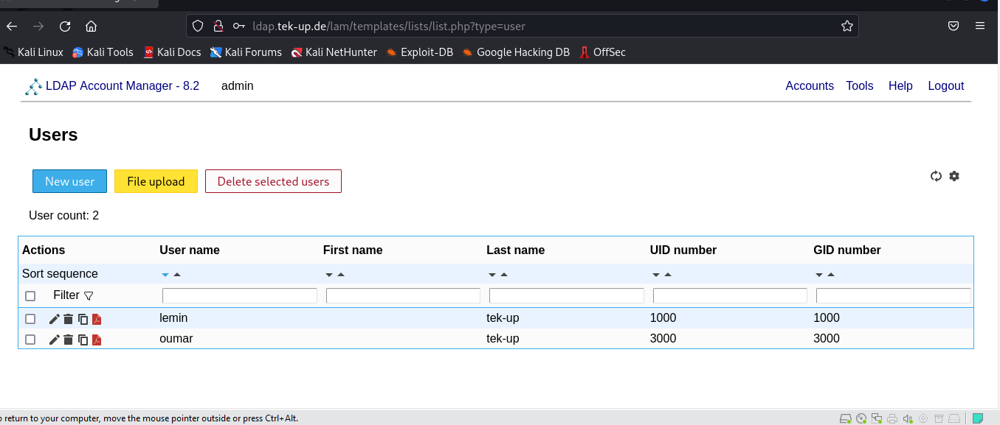 ldap.tek-up.de/lam/templates/lists/list.php?type=user
Kali Linux Kali Tools Kali Docs Kali Forums Kali NetHunter Exploit-DB Google Hacking DB OffSec
LDAP Account Manager - 8.2 admin Accounts Tools Help Logout
Users
New user File upload Delete selected users
User count: 2
Actions User name First name Last name UID number GID number
Sort sequence
Filter
lemin tek-up 1000 1000
oumar tek-up 3000 3000
return to your computer, move the mouse pointer outside or press Ctrl+Alt.